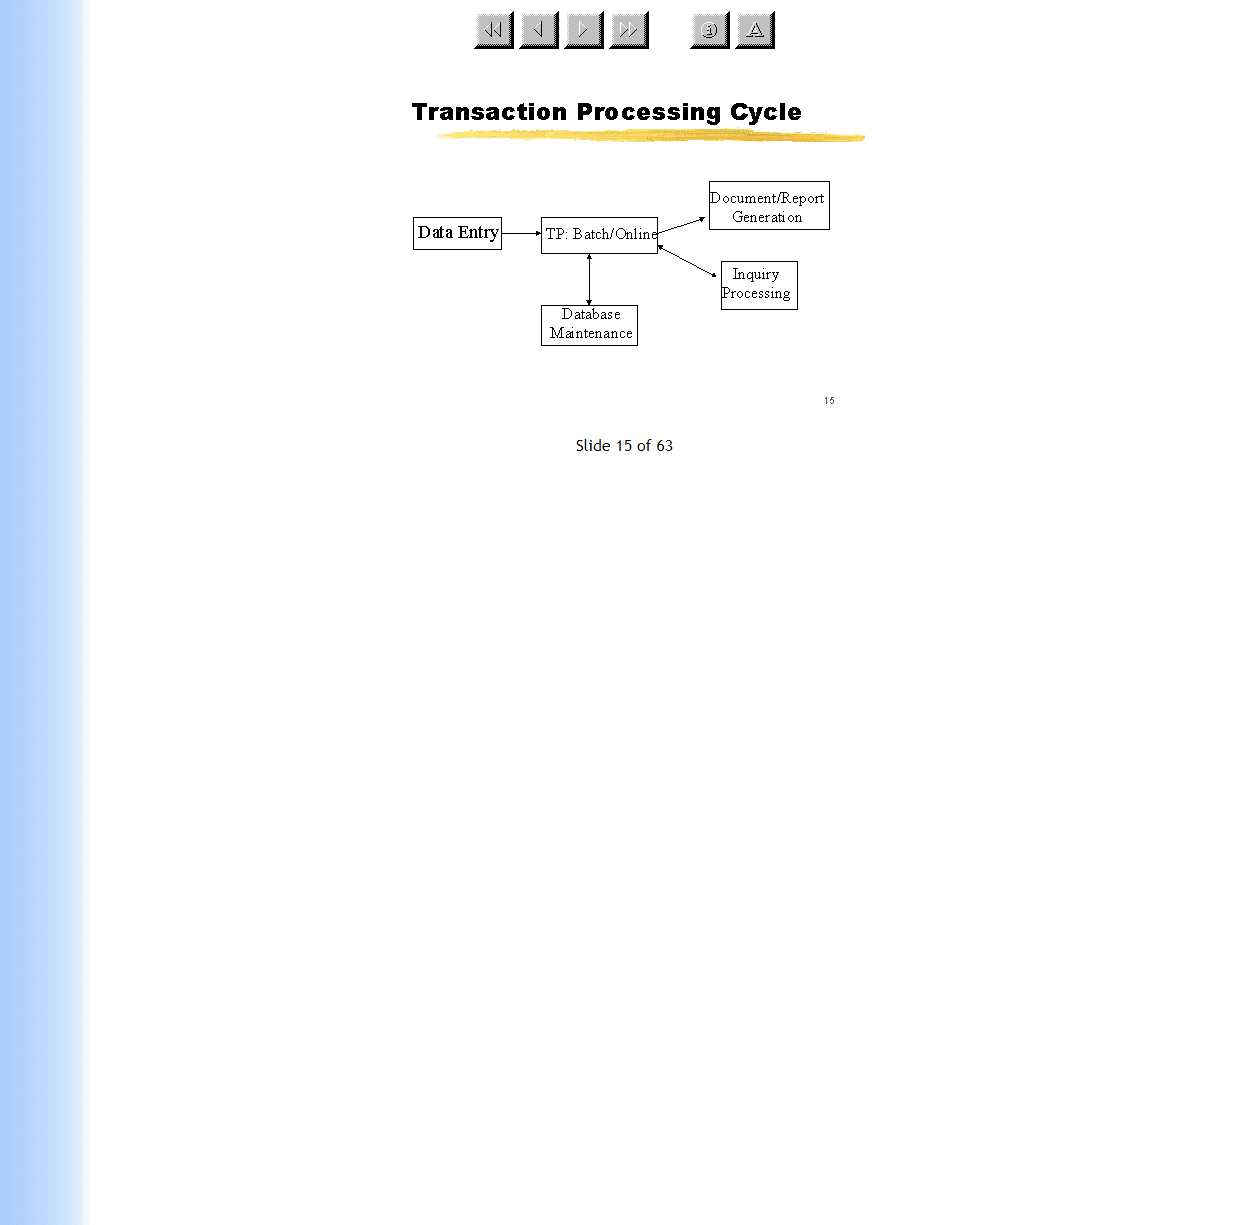 Transaction Processing Cycle
Document/Report
Generation
Data Entry
TP: Batch/Online
Inquiry
Processing
Database
Maintenance
15
Slide 15 of 63